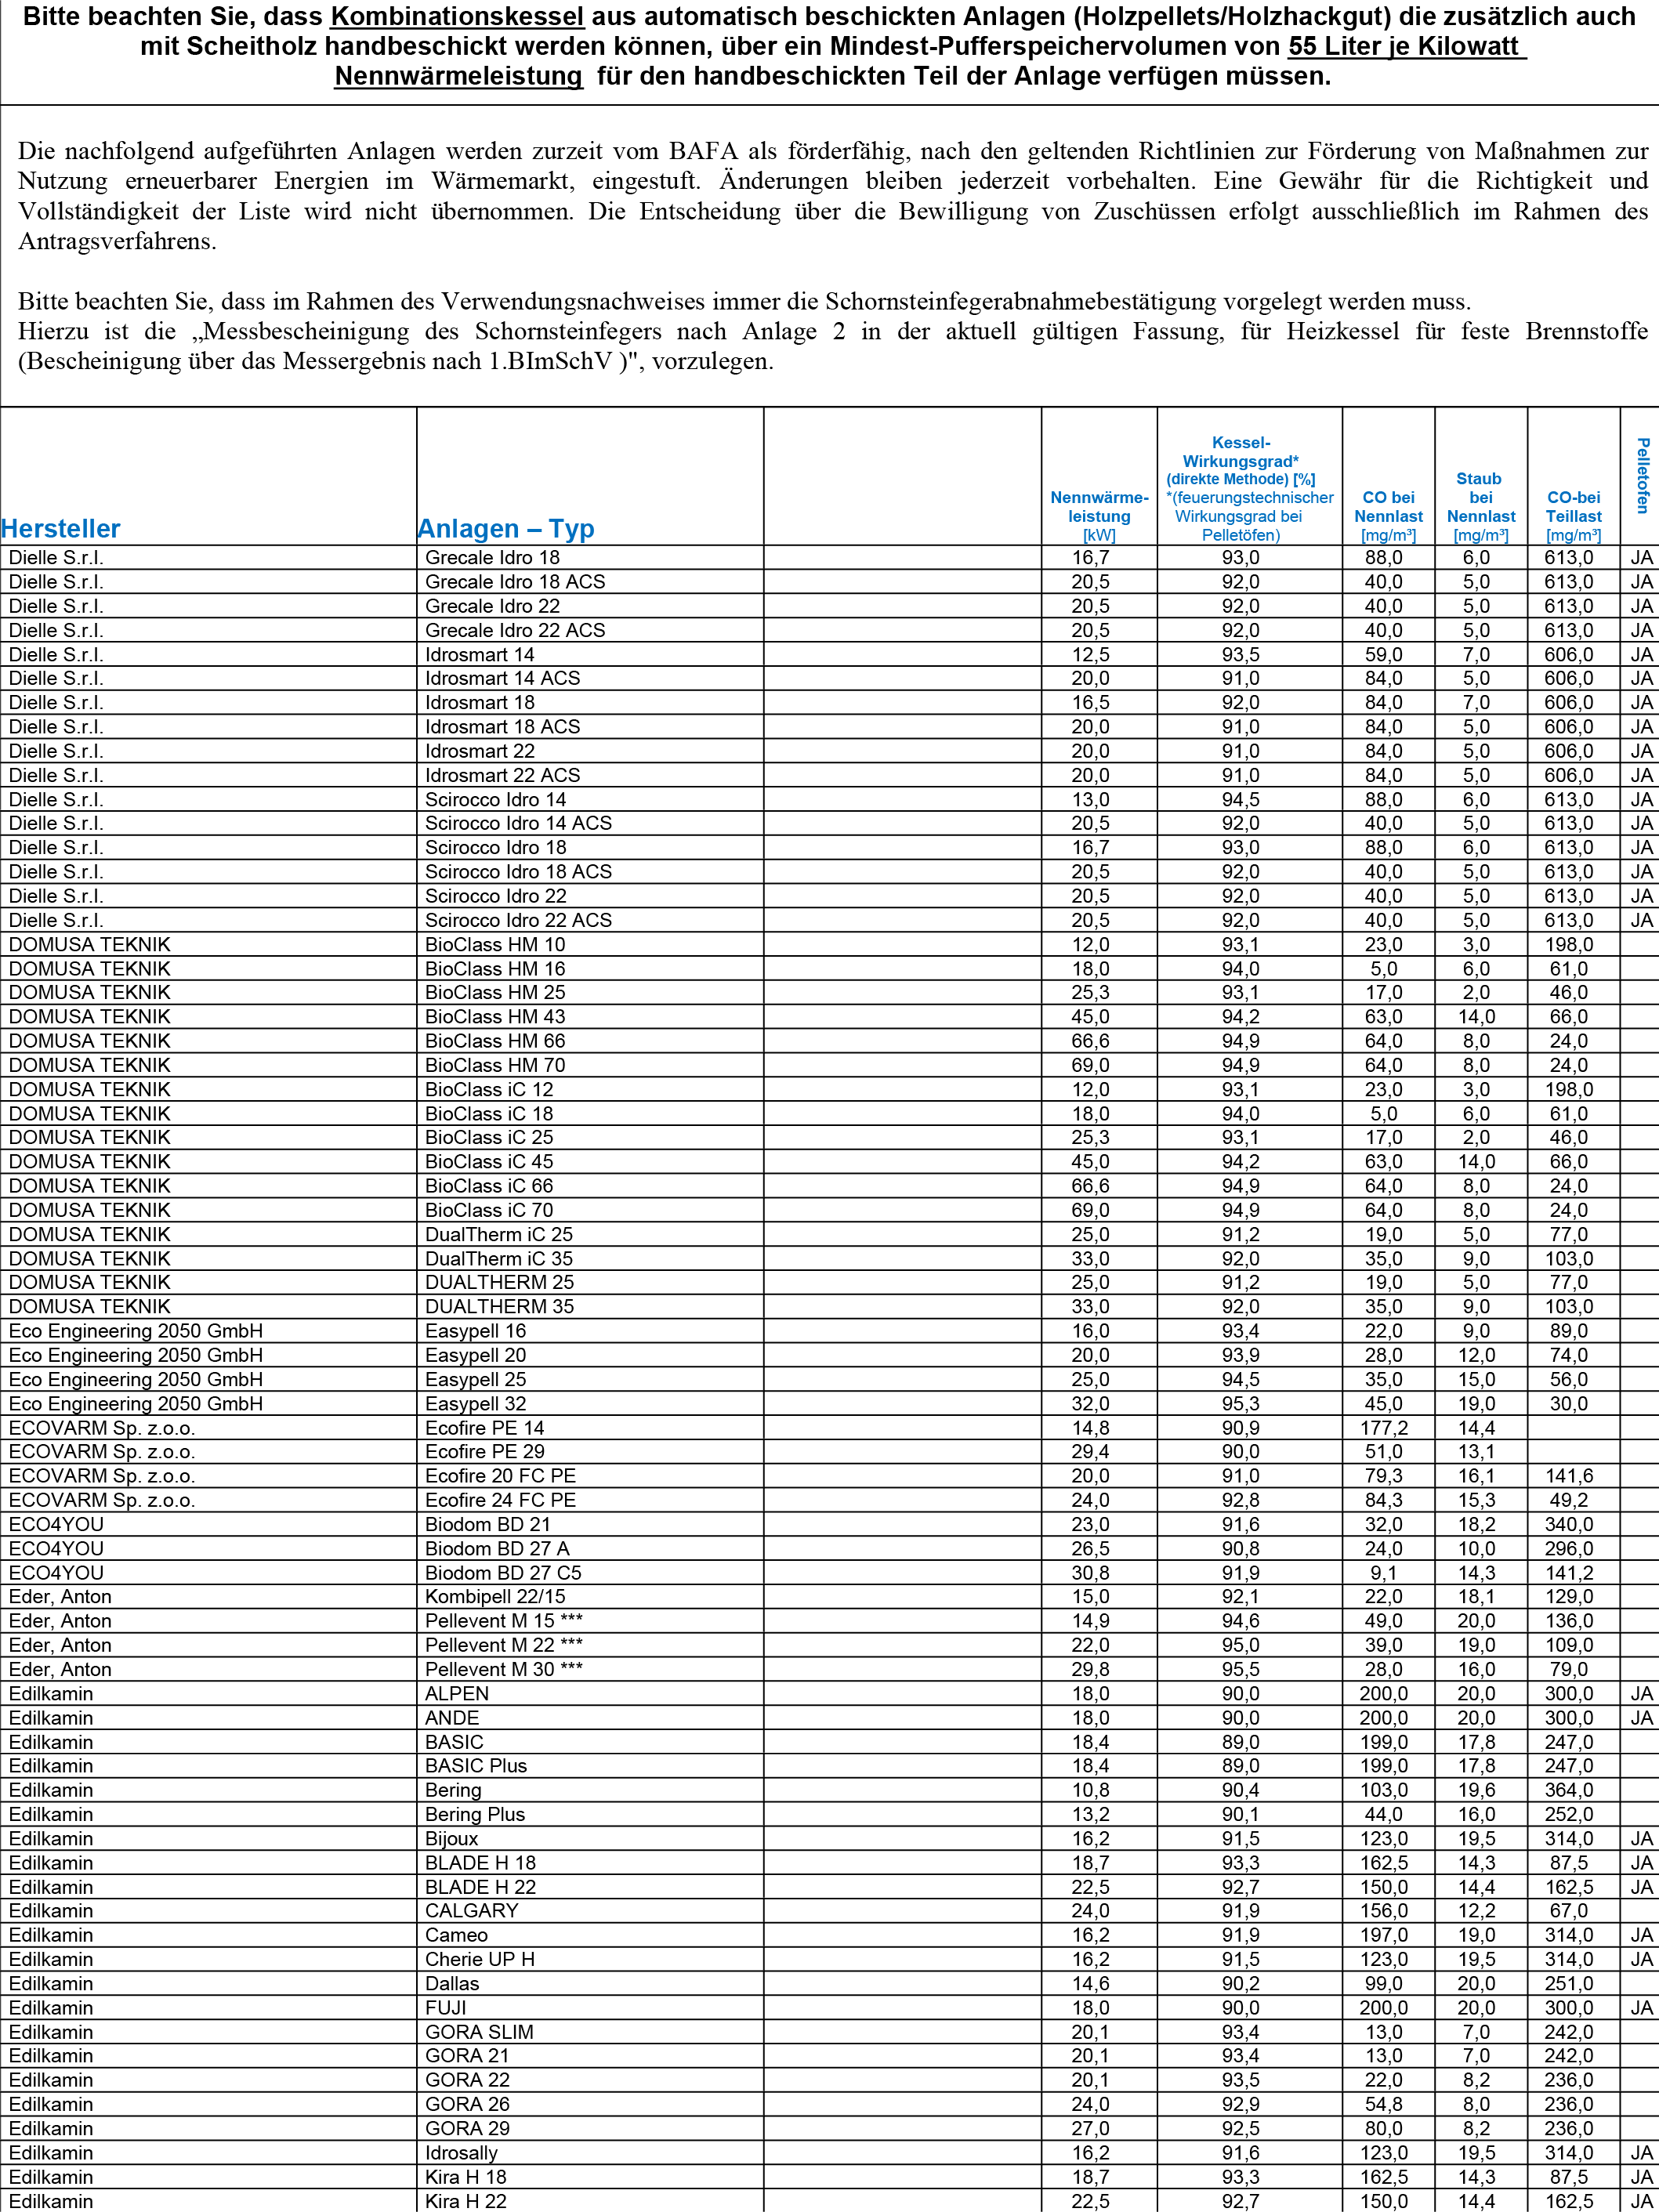 Bitte beachten Sie, dass Kombinationskessel aus automatisch beschickten Anlagen (Holzpellets/Holzhackgut) die zusätzlich auch
mit Scheitholz handbeschickt werden können, über ein Mindest-Pufferspeichervolumen von 55 Liter je Kilowatt
Nennwärmeleistung für den handbeschickten Teil der Anlage verfügen müssen.
Die nachfolgend aufgeführten Anlagen werden zurzeit vom BAFA als förderfähig, nach den geltenden Richtlinien zur Förderung von Maßnahmen zur
Nutzung erneuerbarer Energien im Wärmemarkt, eingestuft. Änderungen bleiben jederzeit vorbehalten. Eine Gewähr für die Richtigkeit und
Vollständigkeit der Liste wird nicht übernommen. Die Entscheidung über die Bewilligung von Zuschüssen erfolgt ausschließlich im Rahmen des
Antragsverfahrens.
Bitte beachten Sie, dass im Rahmen des Verwendungsnachweises immer die Schornsteinfegerabnahmebestätigung vorgelegt werden muss.
Hierzu ist die „Messbescheinigung des Schornsteinfegers nach Anlage 2 in der aktuell gültigen Fassung, für Heizkessel für feste Brennstoffe
(Bescheinigung über das Messergebnis nach 1.BImSchV )", vorzulegen.
Hersteller
Anlagen – Typ
Nennwärme-
leistung
[kW]
Kessel-
Wirkungsgrad*
(direkte Methode) [%]
*(feuerungstechnischer
Wirkungsgrad bei
Pelletöfen)
CO bei
Nennlast
[mg/m³]
Staub
bei
Nennlast
[mg/m³]
CO-bei
Teillast
[mg/m³]
Pelletofen
Dielle S.r.l. Grecale Idro 18 16,7 93,0 88,0 6,0 613,0 JA
Dielle S.r.l. Grecale Idro 18 ACS 20,5 92,0 40,0 5,0 613,0 JA
Dielle S.r.l. Grecale Idro 22 20,5 92,0 40,0 5,0 613,0 JA
Dielle S.r.l. Grecale Idro 22 ACS 20,5 92,0 40,0 5,0 613,0 JA
Dielle S.r.l. Idrosmart 14 12,5 93,5 59,0 7,0 606,0 JA
Dielle S.r.l. Idrosmart 14 ACS 20,0 91,0 84,0 5,0 606,0 JA
Dielle S.r.l. Idrosmart 18 16,5 92,0 84,0 7,0 606,0 JA
Dielle S.r.l. Idrosmart 18 ACS 20,0 91,0 84,0 5,0 606,0 JA
Dielle S.r.l. Idrosmart 22 20,0 91,0 84,0 5,0 606,0 JA
Dielle S.r.l. Idrosmart 22 ACS 20,0 91,0 84,0 5,0 606,0 JA
Dielle S.r.l. Scirocco Idro 14 13,0 94,5 88,0 6,0 613,0 JA
Dielle S.r.l. Scirocco Idro 14 ACS 20,5 92,0 40,0 5,0 613,0 JA
Dielle S.r.l. Scirocco Idro 18 16,7 93,0 88,0 6,0 613,0 JA
Dielle S.r.l. Scirocco Idro 18 ACS 20,5 92,0 40,0 5,0 613,0 JA
Dielle S.r.l. Scirocco Idro 22 20,5 92,0 40,0 5,0 613,0 JA
Dielle S.r.l. Scirocco Idro 22 ACS 20,5 92,0 40,0 5,0 613,0 JA
DOMUSA TEKNIK BioClass HM 10 12,0 93,1 23,0 3,0 198,0
DOMUSA TEKNIK BioClass HM 16 18,0 94,0 5,0 6,0 61,0
DOMUSA TEKNIK BioClass HM 25 25,3 93,1 17,0 2,0 46,0
DOMUSA TEKNIK BioClass HM 43 45,0 94,2 63,0 14,0 66,0
DOMUSA TEKNIK BioClass HM 66 66,6 94,9 64,0 8,0 24,0
DOMUSA TEKNIK BioClass HM 70 69,0 94,9 64,0 8,0 24,0
DOMUSA TEKNIK BioClass iC 12 12,0 93,1 23,0 3,0 198,0
DOMUSA TEKNIK BioClass iC 18 18,0 94,0 5,0 6,0 61,0
DOMUSA TEKNIK BioClass iC 25 25,3 93,1 17,0 2,0 46,0
DOMUSA TEKNIK BioClass iC 45 45,0 94,2 63,0 14,0 66,0
DOMUSA TEKNIK BioClass iC 66 66,6 94,9 64,0 8,0 24,0
DOMUSA TEKNIK BioClass iC 70 69,0 94,9 64,0 8,0 24,0
DOMUSA TEKNIK DualTherm iC 25 25,0 91,2 19,0 5,0 77,0
DOMUSA TEKNIK DualTherm iC 35 33,0 92,0 35,0 9,0 103,0
DOMUSA TEKNIK DUALTHERM 25 25,0 91,2 19,0 5,0 77,0
DOMUSA TEKNIK DUALTHERM 35 33,0 92,0 35,0 9,0 103,0
Eco Engineering 2050 GmbH Easypell 16 16,0 93,4 22,0 9,0 89,0
Eco Engineering 2050 GmbH Easypell 20 20,0 93,9 28,0 12,0 74,0
Eco Engineering 2050 GmbH Easypell 25 25,0 94,5 35,0 15,0 56,0
Eco Engineering 2050 GmbH Easypell 32 32,0 95,3 45,0 19,0 30,0
ECOVARM Sp. z.o.o. Ecofire PE 14 14,8 90,9 177,2 14,4
ECOVARM Sp. z.o.o. Ecofire PE 29 29,4 90,0 51,0 13,1
ECOVARM Sp. z.o.o. Ecofire 20 FC PE 20,0 91,0 79,3 16,1 141,6
ECOVARM Sp. z.o.o. Ecofire 24 FC PE 24,0 92,8 84,3 15,3 49,2
ECO4YOU Biodom BD 21 23,0 91,6 32,0 18,2 340,0
ECO4YOU Biodom BD 27 A 26,5 90,8 24,0 10,0 296,0
ECO4YOU Biodom BD 27 C5 30,8 91,9 9,1 14,3 141,2
Eder, Anton Kombipell 22/15 15,0 92,1 22,0 18,1 129,0
Eder, Anton Pellevent M 15 *** 14,9 94,6 49,0 20,0 136,0
Eder, Anton Pellevent M 22 *** 22,0 95,0 39,0 19,0 109,0
Eder, Anton Pellevent M 30 *** 29,8 95,5 28,0 16,0 79,0
Edilkamin ALPEN 18,0 90,0 200,0 20,0 300,0 JA
Edilkamin ANDE 18,0 90,0 200,0 20,0 300,0 JA
Edilkamin BASIC 18,4 89,0 199,0 17,8 247,0
Edilkamin BASIC Plus 18,4 89,0 199,0 17,8 247,0
Edilkamin Bering 10,8 90,4 103,0 19,6 364,0
Edilkamin Bering Plus 13,2 90,1 44,0 16,0 252,0
Edilkamin Bijoux 16,2 91,5 123,0 19,5 314,0 JA
Edilkamin BLADE H 18 18,7 93,3 162,5 14,3 87,5 JA
Edilkamin BLADE H 22 22,5 92,7 150,0 14,4 162,5 JA
Edilkamin CALGARY 24,0 91,9 156,0 12,2 67,0
Edilkamin Cameo 16,2 91,9 197,0 19,0 314,0 JA
Edilkamin Cherie UP H 16,2 91,5 123,0 19,5 314,0 JA
Edilkamin Dallas 14,6 90,2 99,0 20,0 251,0
Edilkamin FUJI 18,0 90,0 200,0 20,0 300,0 JA
Edilkamin GORA SLIM 20,1 93,4 13,0 7,0 242,0
Edilkamin GORA 21 20,1 93,4 13,0 7,0 242,0
Edilkamin GORA 22 20,1 93,5 22,0 8,2 236,0
Edilkamin GORA 26 24,0 92,9 54,8 8,0 236,0
Edilkamin GORA 29 27,0 92,5 80,0 8,2 236,0
Edilkamin Idrosally 16,2 91,6 123,0 19,5 314,0 JA
Edilkamin Kira H 18 18,7 93,3 162,5 14,3 87,5 JA
Edilkamin Kira H 22 22,5 92,7 150,0 14,4 162,5 JA